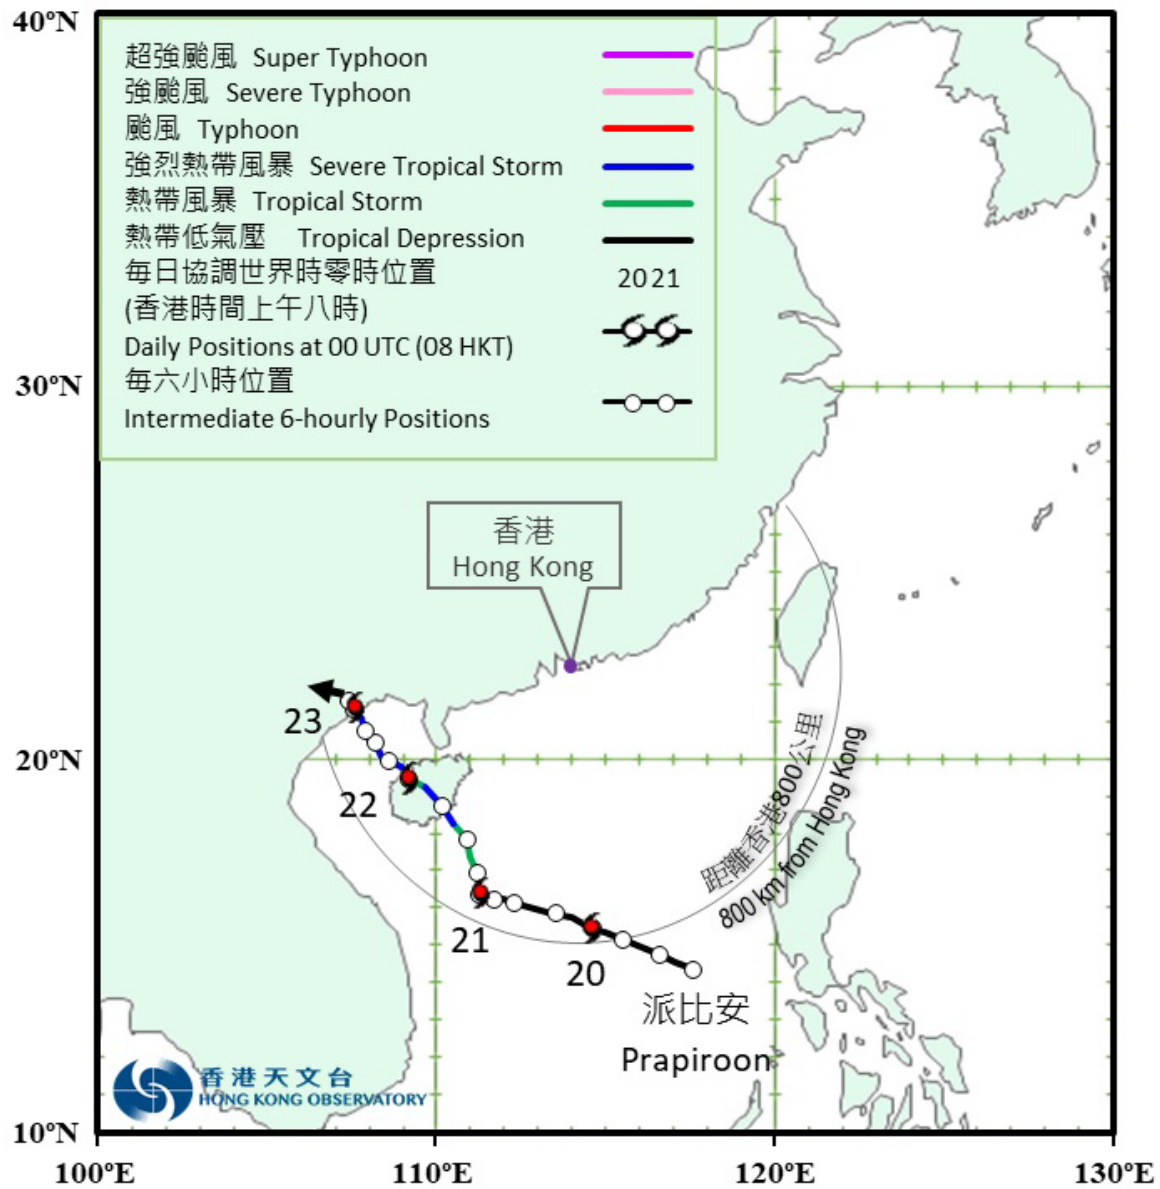 40°N
超強颱風 Super Typhoon
強颱風 Severe Typhoon
颱風 Typhoon
強烈熱帶風暴 Severe Tropical Storm
熱帶風暴 Tropical Storm
熱帶低氣壓 Tropical Depression
每日協調世界時零時位置
2021
(香港時間上午八時)
Daily Positions at 00 UTC (08 HKT)
每六小時位置
Intermediate 6-hourly Positions
30°N
香港
Hong Kong
20°N
23
22
21
20
距離香港800公里
800 km from Hong Kong
派比安
Prapiroon
香港天文台
HONG KONG OBSERVATORY
10°N
100°E
110°E
120°E
130°E